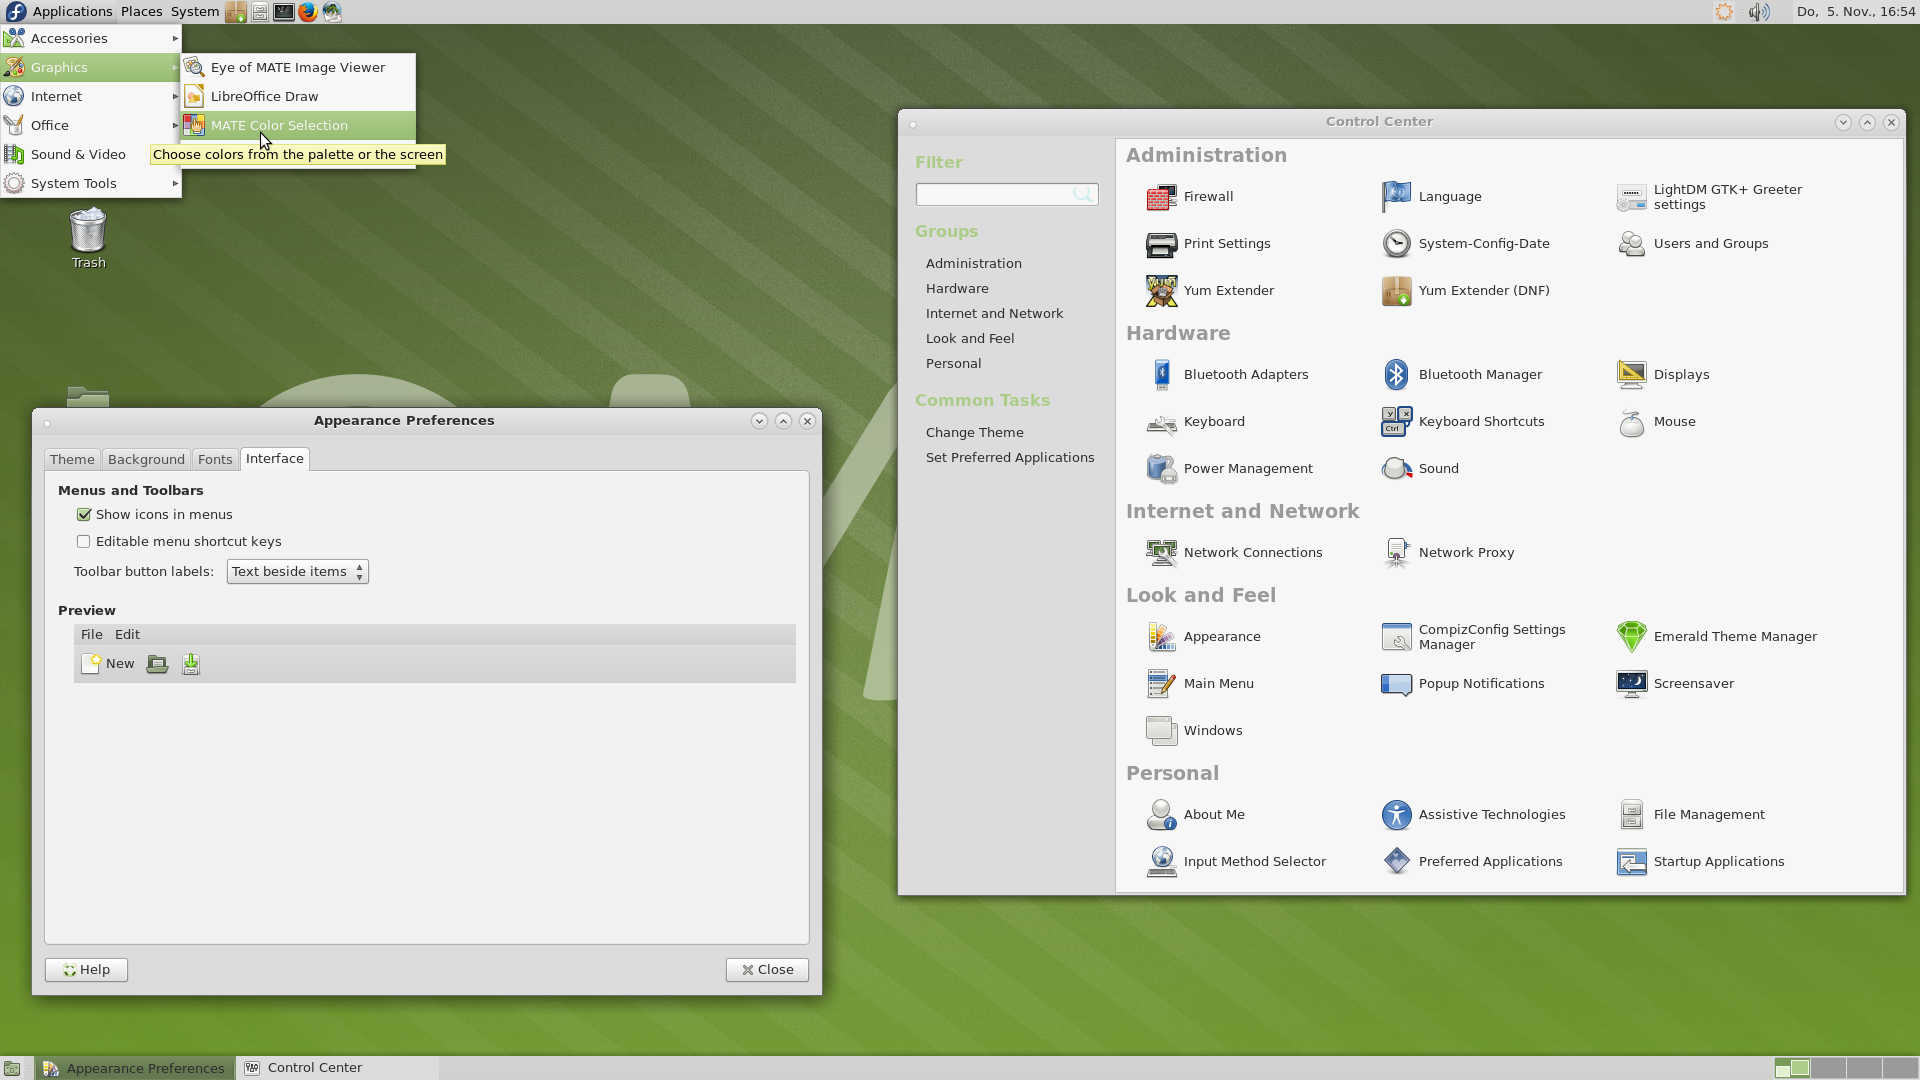 Applications Places System
Do, 5. Nov., 16:54
Accessories
Graphics
Internet
Office
Sound & Video
System Tools
Eye of MATE Image Viewer
LibreOffice Draw
MATE Color Selection
Choose colors from the palette or the screen
Trash
Appearance Preferences
Theme Background Fonts Interface
Menus and Toolbars
Show icons in menus
Editable menu shortcut keys
Toolbar button labels: Text beside items
Preview
File Edit
New
Help Close
Control Center
Filter
Groups
Administration
Hardware
Internet and Network
Look and Feel
Personal
Common Tasks
Change Theme
Set Preferred Applications
Administration
Firewall Language LightDM GTK+ Greeter
settings
Print Settings System-Config-Date Users and Groups
Yum Extender Yum Extender (DNF)
Hardware
Bluetooth Adapters Bluetooth Manager Displays
Keyboard Keyboard Shortcuts Mouse
Ctrl
Power Management Sound
Internet and Network
Network Connections Network Proxy
Look and Feel
Appearance CompizConfig Settings
Manager Emerald Theme Manager
Main Menu Popup Notifications Screensaver
Windows
Personal
About Me Assistive Technologies File Management
Input Method Selector Preferred Applications Startup Applications
Appearance Preferences Control Center